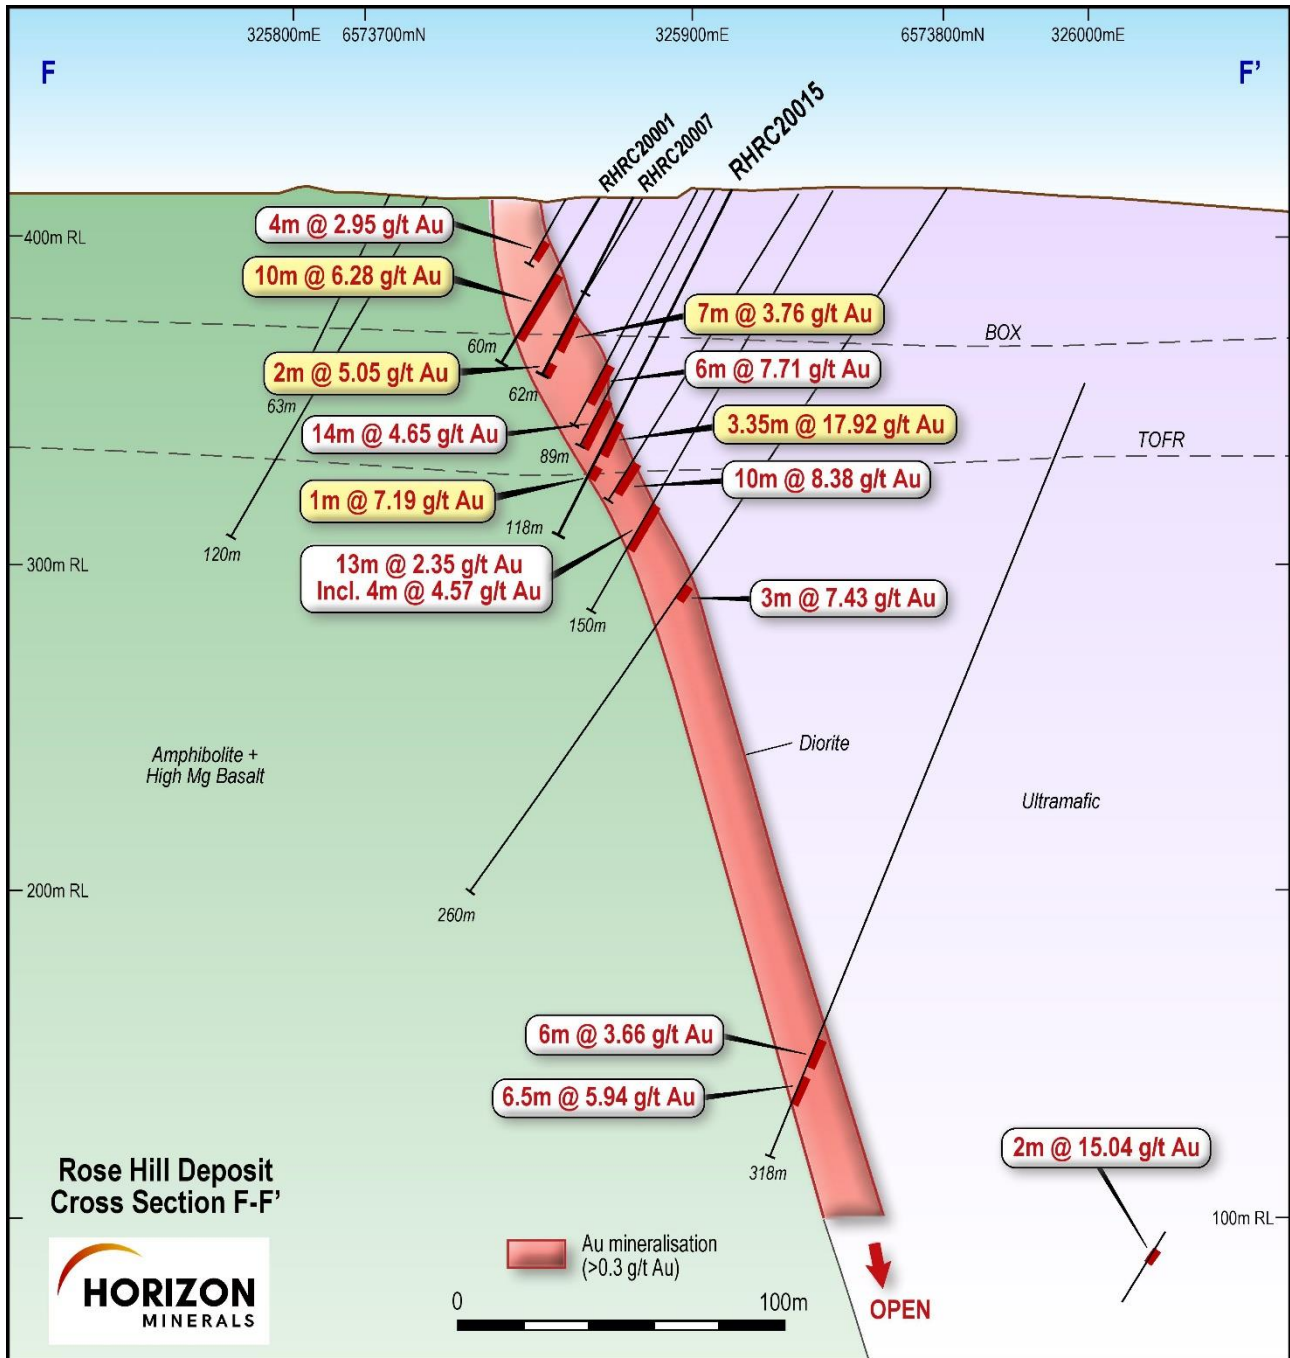 325800mE
6573700mN
325900mE
6573800mN
326000mE
F
F’
RHRC20001
RHRC20007
RHRC20015
400m RL
4m @ 2.95 g/t Au
10m @ 6.28 g/t Au
7m @ 3.76 g/t Au
BOX
60m
2m @ 5.05 g/t Au
6m @ 7.71 g/t Au
62m
63m
14m @ 4.65 g/t Au
3.35m @ 17.92 g/t Au
TOFR
89m
10m @ 8.38 g/t Au
1m @ 7.19 g/t Au
118m
120m
300m RL
13m @ 2.35 g/t Au
Incl. 4m @ 4.57 g/t Au
3m @ 7.43 g/t Au
150m
Diorite
Amphibolite +
High Mg Basalt
Ultramafic
200m RL
260m
6m @ 3.66 g/t Au
6.5m @ 5.94 g/t Au
2m @ 15.04 g/t Au
318m
Rose Hill Deposit
Cross Section F-F’
100m RL
Au mineralisation
(>0.3 g/t Au)
HORIZON
MINERALS
0
100m
OPEN